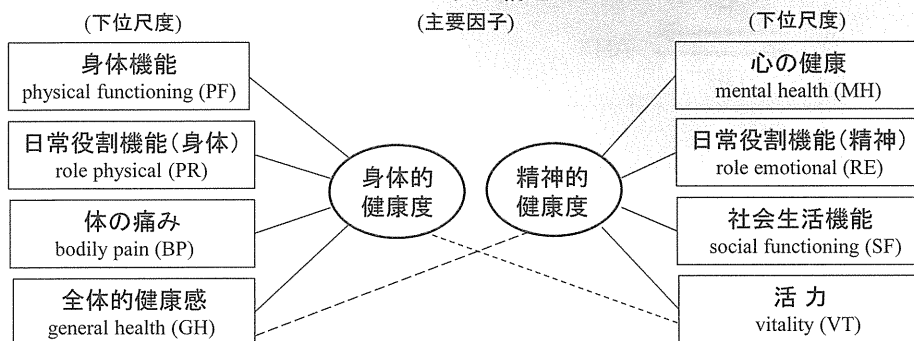 (下位尺度)
(主要因子)
(下位尺度)
身体機能
physical functioning (PF)
日常役割機能(身体)
role physical (PR)
体の痛み
bodily pain (BP)
全体的健康感
general health (GH)
身体的
健康度
精神的
健康度
心の健康
mental health (MH)
日常役割機能(精神)
role emotional (RE)
社会生活機能
social functioning (SF)
活力
vitality (VT)